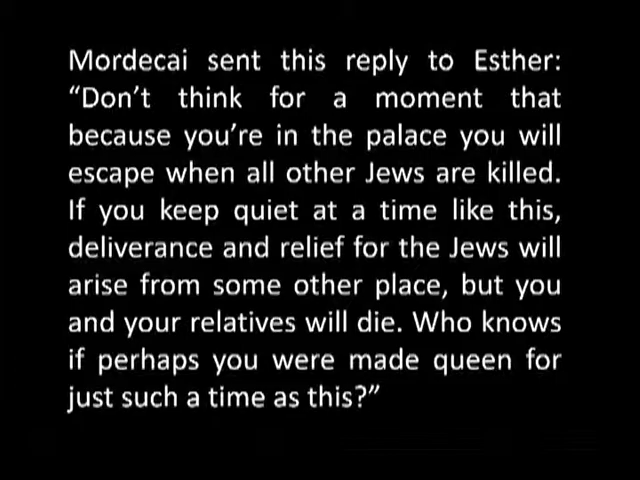 Mordecai sent this reply to Esther:
“Don’t think for a moment that
because you’re in the palace you will
escape when all other Jews are killed.
If you keep quiet at a time like this,
deliverance and relief for the Jews will
arise from some other place, but you
and your relatives will die. Who knows
if perhaps you were made queen for
just such a time as this?”